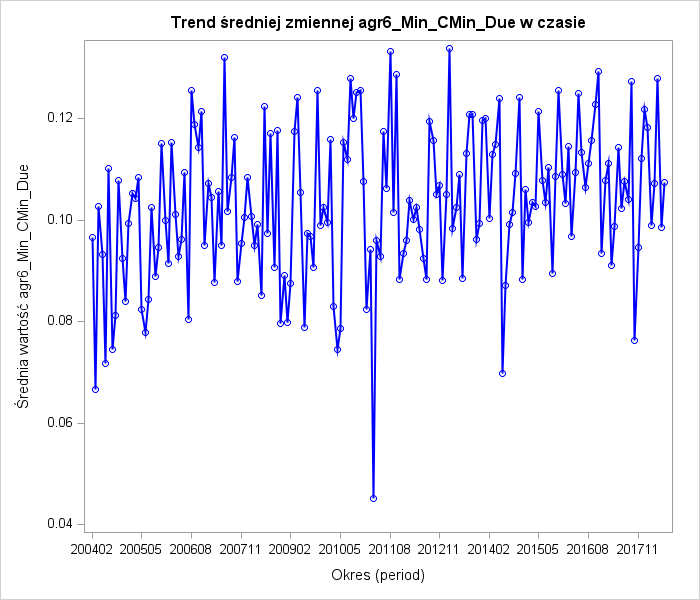 Trend średniej zmiennej agr6_Min_CMin_Due w czasie
Średnia wartość agr6_Min_CMin_Due
0.12
0.10
0.08
0.06
0.04
200402 200505 200608 200711 200902 201005 201108 201211 201402 201505 201608 201711
Okres (period)